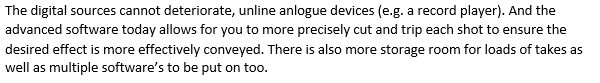 The digital sources cannot deteriorate, unline anlogue devices (e.g. a record player). And the
advanced software today allows for you to more precisely cut and trip each shot to ensure the
desired effect is more effectively conveyed. There is also more storage room for loads of takes as
well as multiple software's to be put on too.